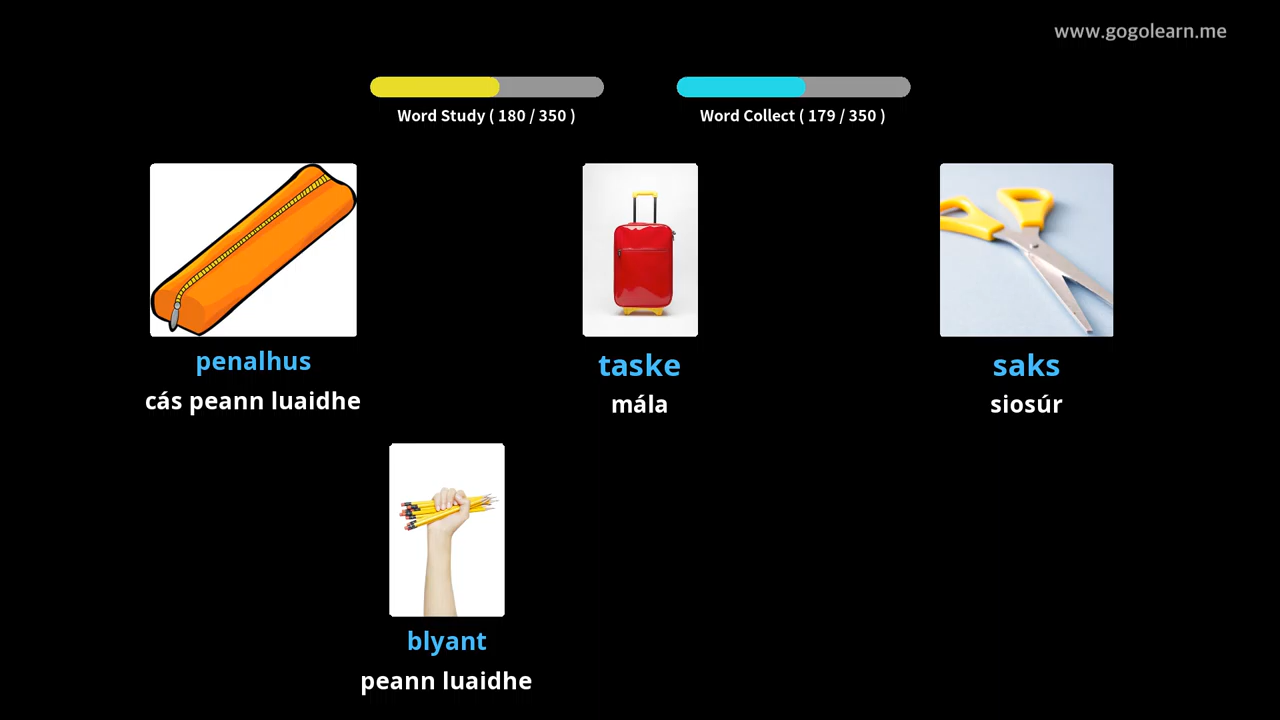 www.gogolearn.me
Word Study ( 180 / 350 )
Word Collect ( 179 / 350 )
penalhus
cás peann luaidhe
taske
mála
saks
siosúr
blyant
peann luaidhe